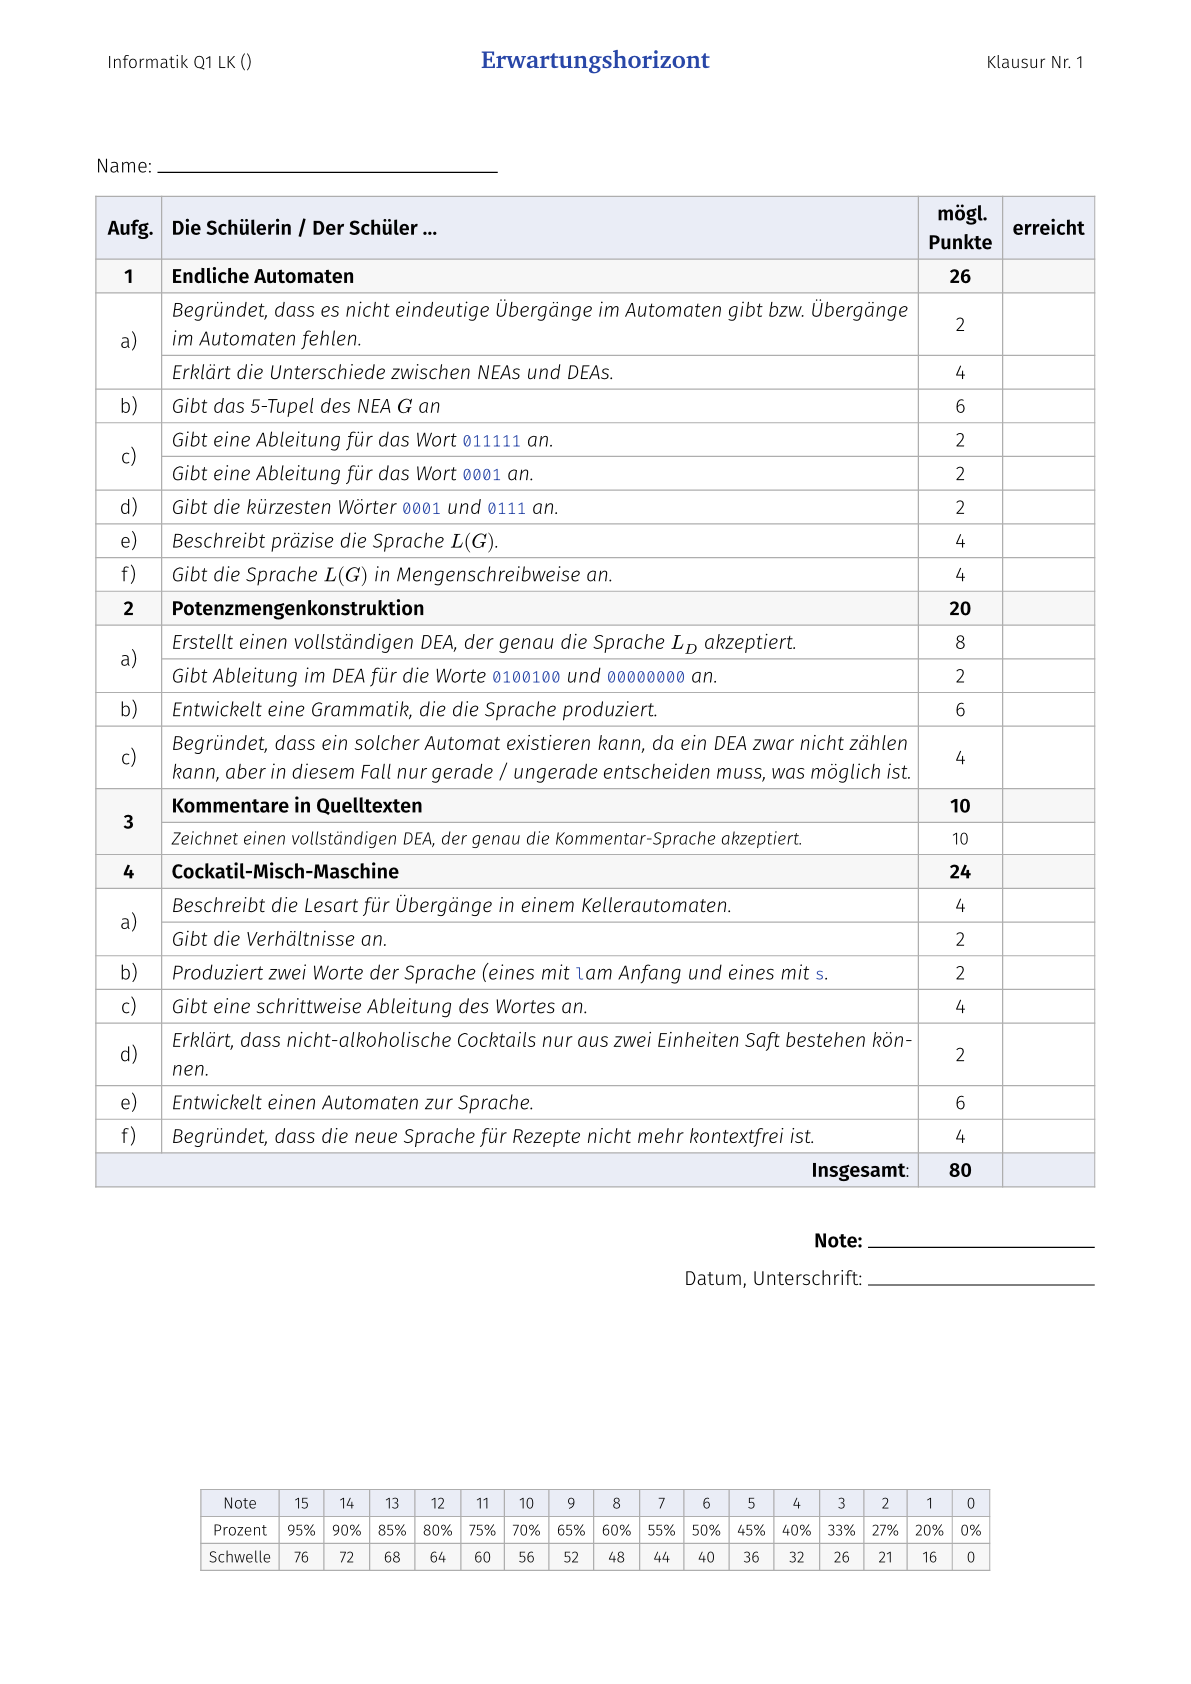 Informatik Q1 LK () Erwartungshorizont Klausur Nr. 1
Name:
Aufg. Die Schülerin / Der Schüler ... mögl. Punkte erreicht
1 Endliche Automaten 26
a) Begründet, dass es nicht eindeutige Übergänge im Automaten gibt bzw. Übergänge
im Automaten fehlen. 2
Erklärt die Unterschiede zwischen NEAs und DEAs. 4
b) Gibt das 5-Tupel des NEA G an 6
c) Gibt eine Ableitung für das Wort 011111 an. 2
Gibt eine Ableitung für das Wort 0001 an. 2
d) Gibt die kürzesten Wörter 0001 und 0111 an. 2
e) Beschreibt präzise die Sprache L(G). 4
f) Gibt die Sprache L(G) in Mengenschreibweise an. 4
2 Potenzmengenkonstruktion 20
a) Erstellt einen vollständigen DEA, der genau die Sprache L_D akzeptiert. 8
Gibt Ableitung im DEA für die Worte 0100100 und 00000000 an. 2
b) Entwickelt eine Grammatik, die die Sprache produziert. 6
c) Begründet, dass ein solcher Automat existieren kann, da ein DEA zwar nicht zählen
kann, aber in diesem Fall nur gerade / ungerade entscheiden muss, was möglich ist. 4
3 Kommentare in Quelltexten 10
Zeichnet einen vollständigen DEA, der genau die Kommentar-Sprache akzeptiert. 10
4 Cockatil-Misch-Maschine 24
a) Beschreibt die Lesart für Übergänge in einem Kellerautomaten. 4
Gibt die Verhältnisse an. 2
b) Produziert zwei Worte der Sprache (eines mit lam Anfang und eines mit s. 2
c) Gibt eine schrittweise Ableitung des Wortes an. 4
d) Erklärt, dass nicht-alkoholische Cocktails nur aus zwei Einheiten Saft bestehen kön-
nen. 2
e) Entwickelt einen Automaten zur Sprache. 6
f) Begründet, dass die neue Sprache für Rezepte nicht mehr kontextfrei ist. 4
Insgesamt: 80
Note:
Datum, Unterschrift:
Note 15 14 13 12 11 10 9 8 7 6 5 4 3 2 1 0
Prozent 95% 90% 85% 80% 75% 70% 65% 60% 55% 50% 45% 40% 33% 27% 20% 0%
Schwelle 76 72 68 64 60 56 52 48 44 40 36 32 26 21 16 0